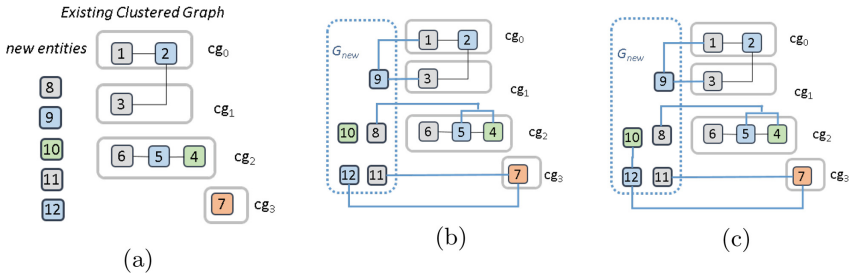 Existing Clustered Graph
new entities
1 2 cg0
3 cg1
6 5 4 cg2
7 cg3
8
9
10
11
12
(a)
Gnew
1 2 cg0
9 3
cg1
10 8 6 5 4 cg2
12 11 7 cg3
(b)
Gnew
1 2 cg0
9 3
cg1
10 8 6 5 4 cg2
12 11 7 cg3
(c)